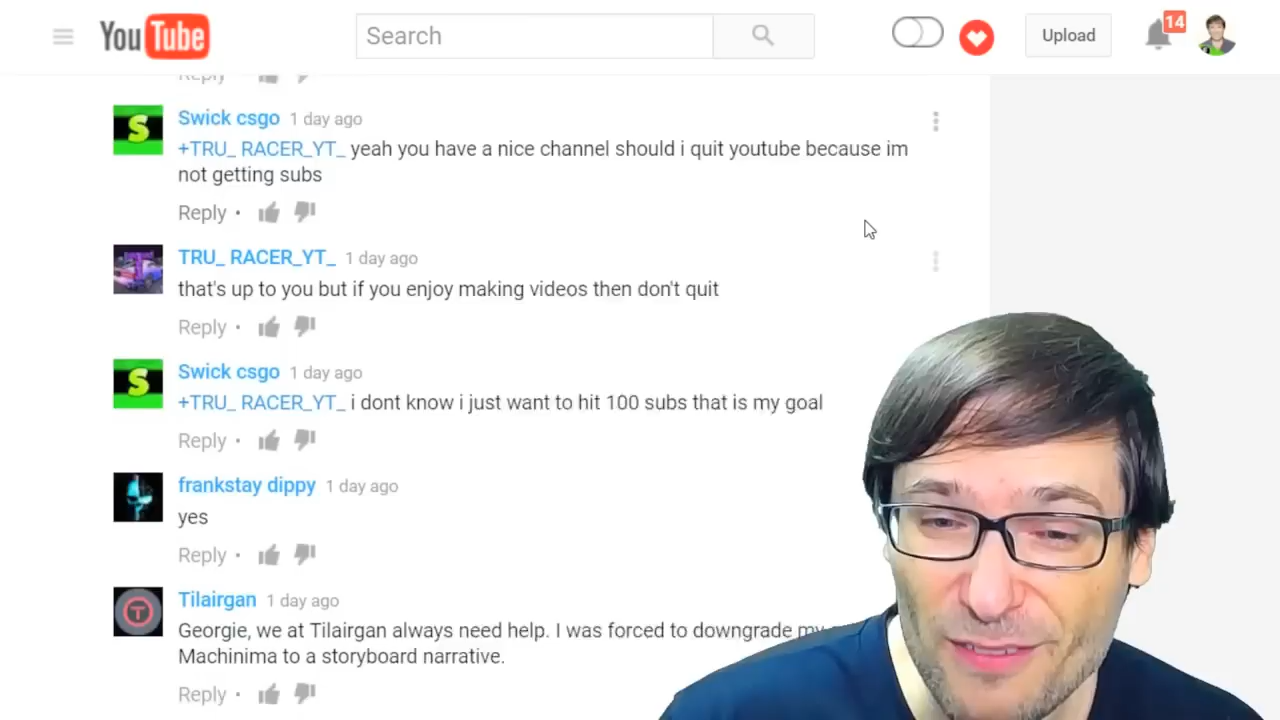 YouTube
Search
Upload
14
Reply
Swick csgo 1 day ago
+TRU_ RACER_YT_ yeah you have a nice channel should i quit youtube because im
not getting subs
Reply •
TRU_ RACER_YT_ 1 day ago
that's up to you but if you enjoy making videos then don't quit
Reply •
Swick csgo 1 day ago
+TRU_ RACER_YT_ i dont know i just want to hit 100 subs that is my goal
Reply •
frankstay dippy 1 day ago
yes
Reply •
Tilairgan 1 day ago
Georgie, we at Tilairgan always need help. I was forced to downgrade my
Machinima to a storyboard narrative.
Reply •